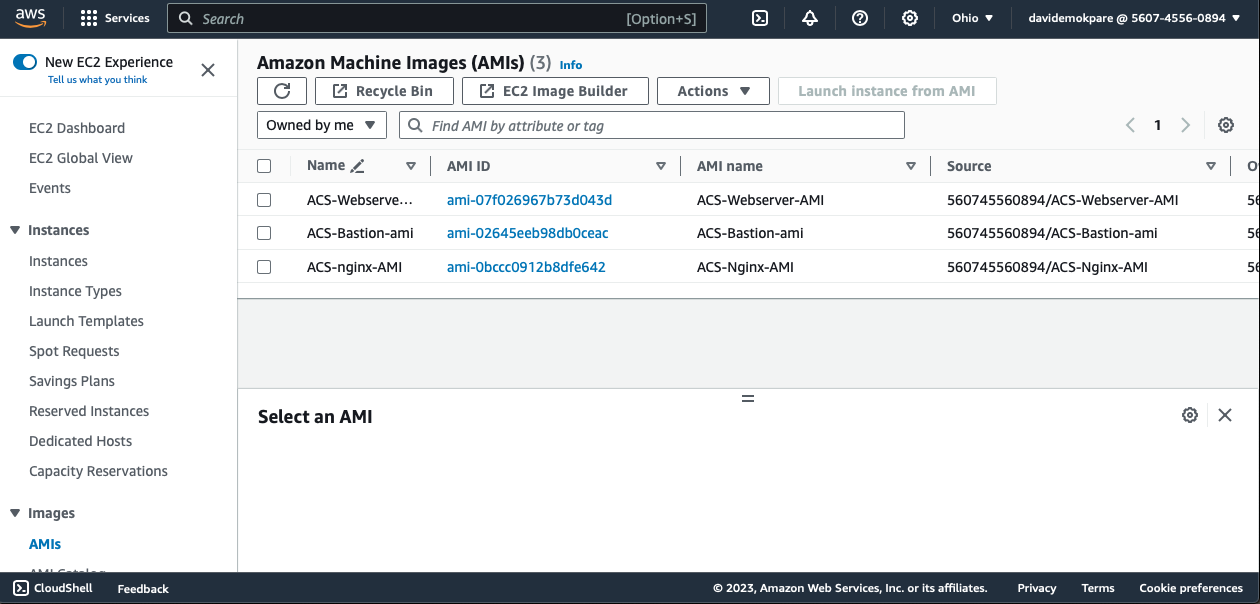 aws
Services
Search
[Option+S]
Ohio
davidemokpare @ 5607-4556-0894
New EC2 Experience
Tell us what you think
EC2 Dashboard
EC2 Global View
Events
Instances
Instances
Instance Types
Launch Templates
Spot Requests
Savings Plans
Reserved Instances
Dedicated Hosts
Capacity Reservations
Images
AMIs
AMI Catalog
Amazon Machine Images (AMIs) (3) Info
Recycle Bin
EC2 Image Builder
Actions
Launch instance from AMI
Owned by me
Find AMI by attribute or tag
1
Name AMI ID AMI name Source
ACS-Webserve... ami-07f026967b73d043d ACS-Webserver-AMI 560745560894/ACS-Webserver-AMI 56
ACS-Bastion-ami ami-02645eeb98db0ceac ACS-Bastion-ami 560745560894/ACS-Bastion-ami 56
ACS-nginx-AMI ami-0bccc0912b8dfe642 ACS-Nginx-AMI 560745560894/ACS-Nginx-AMI 56
Select an AMI
CloudShell
Feedback
© 2023, Amazon Web Services, Inc. or its affiliates.
Privacy
Terms
Cookie preferences